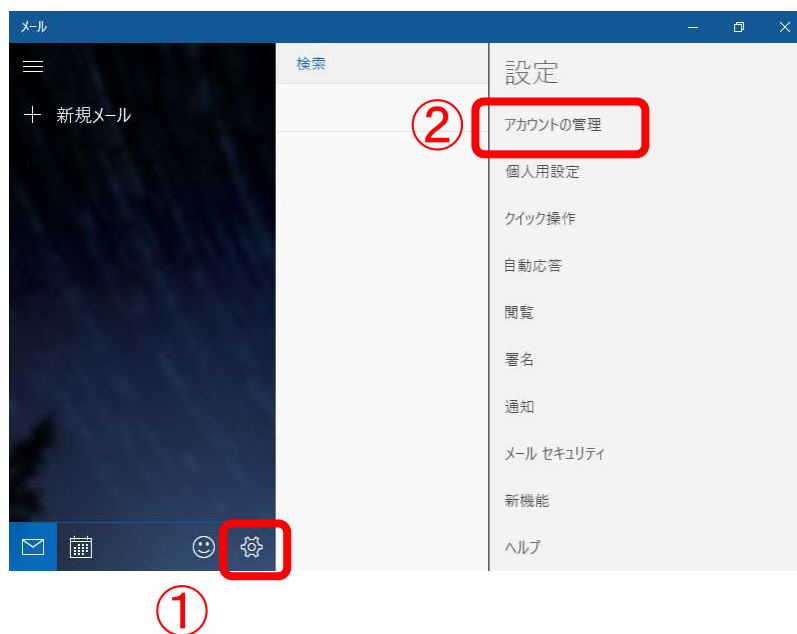 メール
検索
設定
新規メール
②
アカウントの管理
個人用設定
クイック操作
自動応答
閲覧
署名
通知
メール セキュリティ
新機能
ヘルプ
①